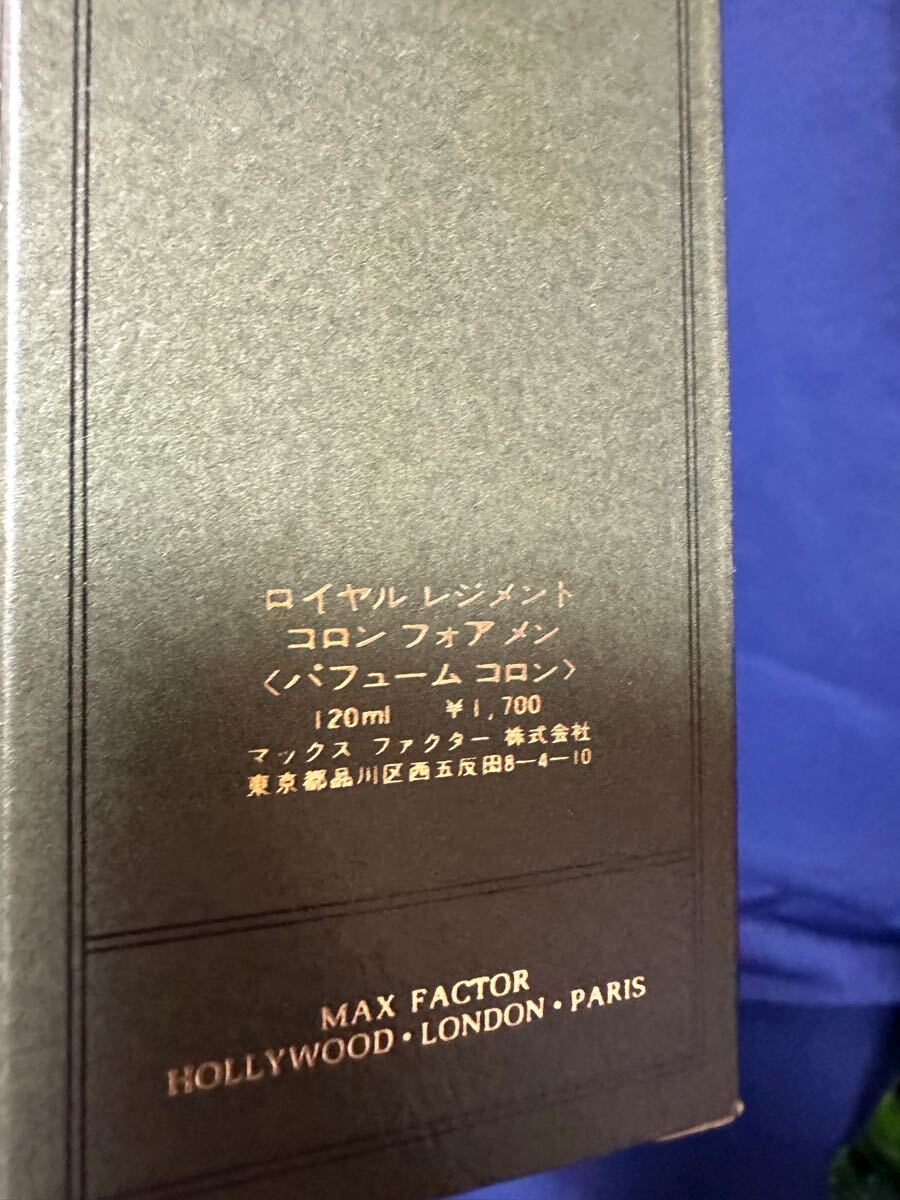 ロイヤル レジメント
コロン フォア メン
〈パフューム コロン〉
120ml ¥1,700
マックス ファクター 株式会社
東京都品川区西五反田8-4-10
MAX FACTOR
HOLLYWOOD・LONDON・PARIS